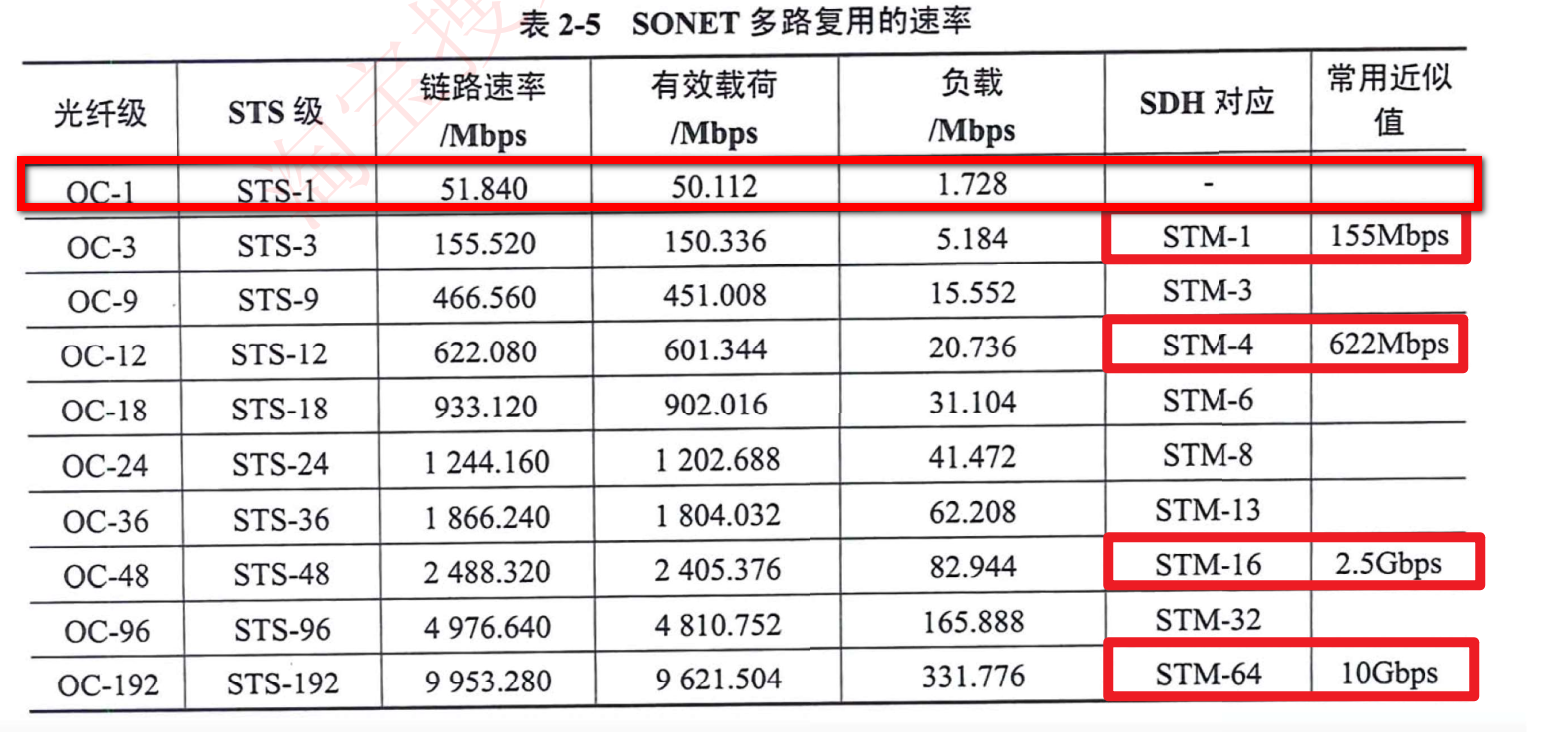 表 2-5 SONET 多路复用的速率
光纤级 STS 级 链路速率/Mbps 有效载荷/Mbps 负载/Mbps SDH 对应 常用近似值
OC-1 STS-1 51.840 50.112 1.728 -
OC-3 STS-3 155.520 150.336 5.184 STM-1 155Mbps
OC-9 STS-9 466.560 451.008 15.552 STM-3
OC-12 STS-12 622.080 601.344 20.736 STM-4 622Mbps
OC-18 STS-18 933.120 902.016 31.104 STM-6
OC-24 STS-24 1 244.160 1 202.688 41.472 STM-8
OC-36 STS-36 1 866.240 1 804.032 62.208 STM-13
OC-48 STS-48 2 488.320 2 405.376 82.944 STM-16 2.5Gbps
OC-96 STS-96 4 976.640 4 810.752 165.888 STM-32
OC-192 STS-192 9 953.280 9 621.504 331.776 STM-64 10Gbps
淘宝搜